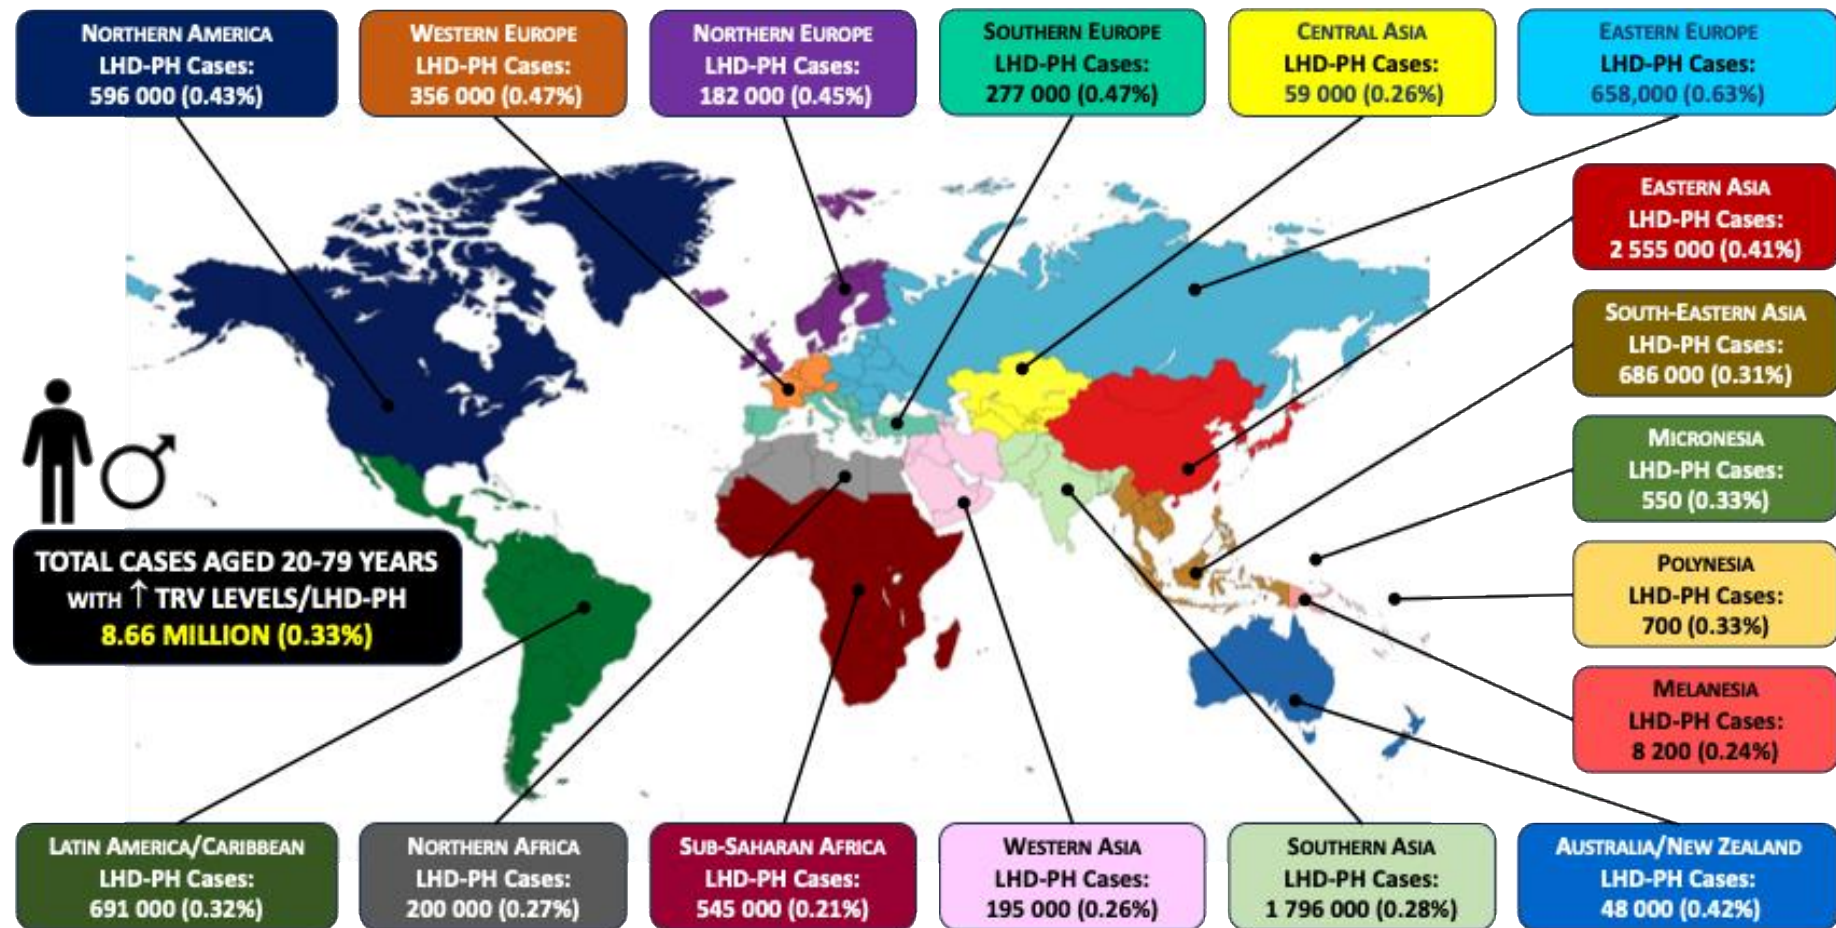 NORTHERN AMERICA
LHD-PH Cases:
596 000 (0.43%)
WESTERN EUROPE
LHD-PH Cases:
356 000 (0.47%)
NORTHERN EUROPE
LHD-PH Cases:
182 000 (0.45%)
SOUTHERN EUROPE
LHD-PH Cases:
277 000 (0.47%)
CENTRAL ASIA
LHD-PH Cases:
59 000 (0.26%)
EASTERN EUROPE
LHD-PH Cases:
658,000 (0.63%)
EASTERN ASIA
LHD-PH Cases:
2 555 000 (0.41%)
SOUTH-EASTERN ASIA
LHD-PH Cases:
686 000 (0.31%)
MICRONESIA
LHD-PH Cases:
550 (0.33%)
POLYNESIA
LHD-PH Cases:
700 (0.33%)
MELANESIA
LHD-PH Cases:
8 200 (0.24%)
TOTAL CASES AGED 20-79 YEARS
WITH ↑ TRV LEVELS/LHD-PH
8.66 MILLION (0.33%)
LATIN AMERICA/CARIBBEAN
LHD-PH Cases:
691 000 (0.32%)
NORTHERN AFRICA
LHD-PH Cases:
200 000 (0.27%)
SUB-SAHARAN AFRICA
LHD-PH Cases:
545 000 (0.21%)
WESTERN ASIA
LHD-PH Cases:
195 000 (0.26%)
SOUTHERN ASIA
LHD-PH Cases:
1 796 000 (0.28%)
AUSTRALIA/NEW ZEALAND
LHD-PH Cases:
48 000 (0.42%)